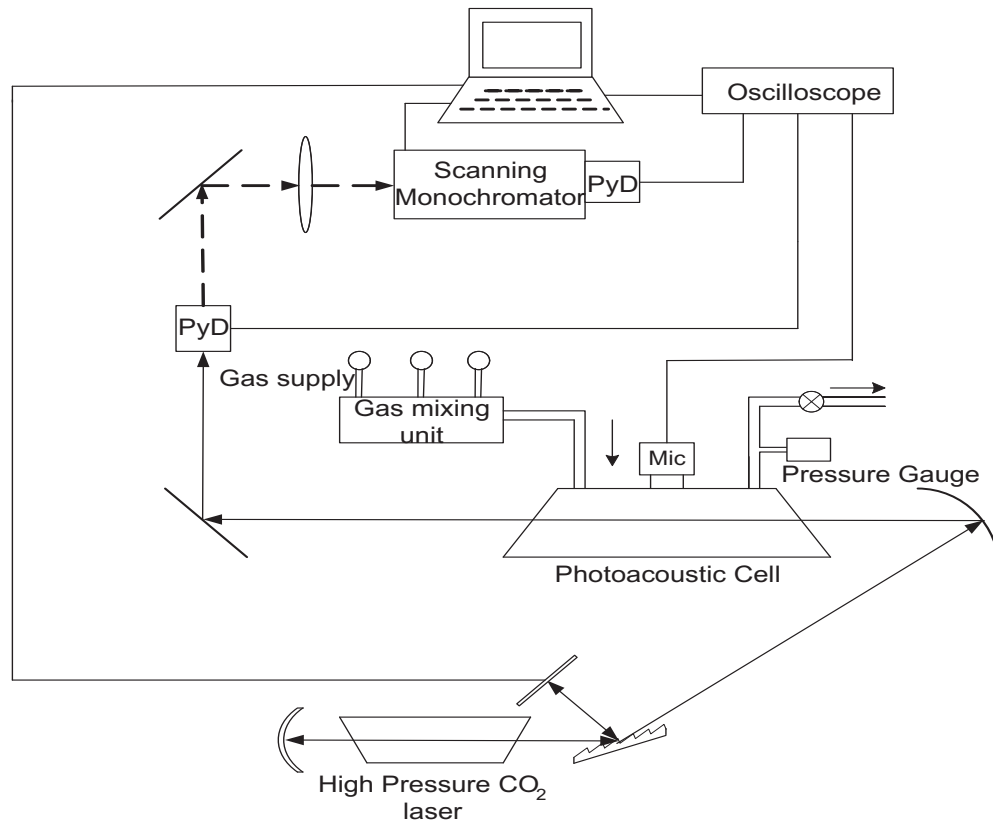 Oscilloscope
Scanning
Monochromator
PyD
PyD
Gas supply
Gas mixing
unit
Mic
Pressure Gauge
Photoacoustic Cell
High Pressure CO₂
laser